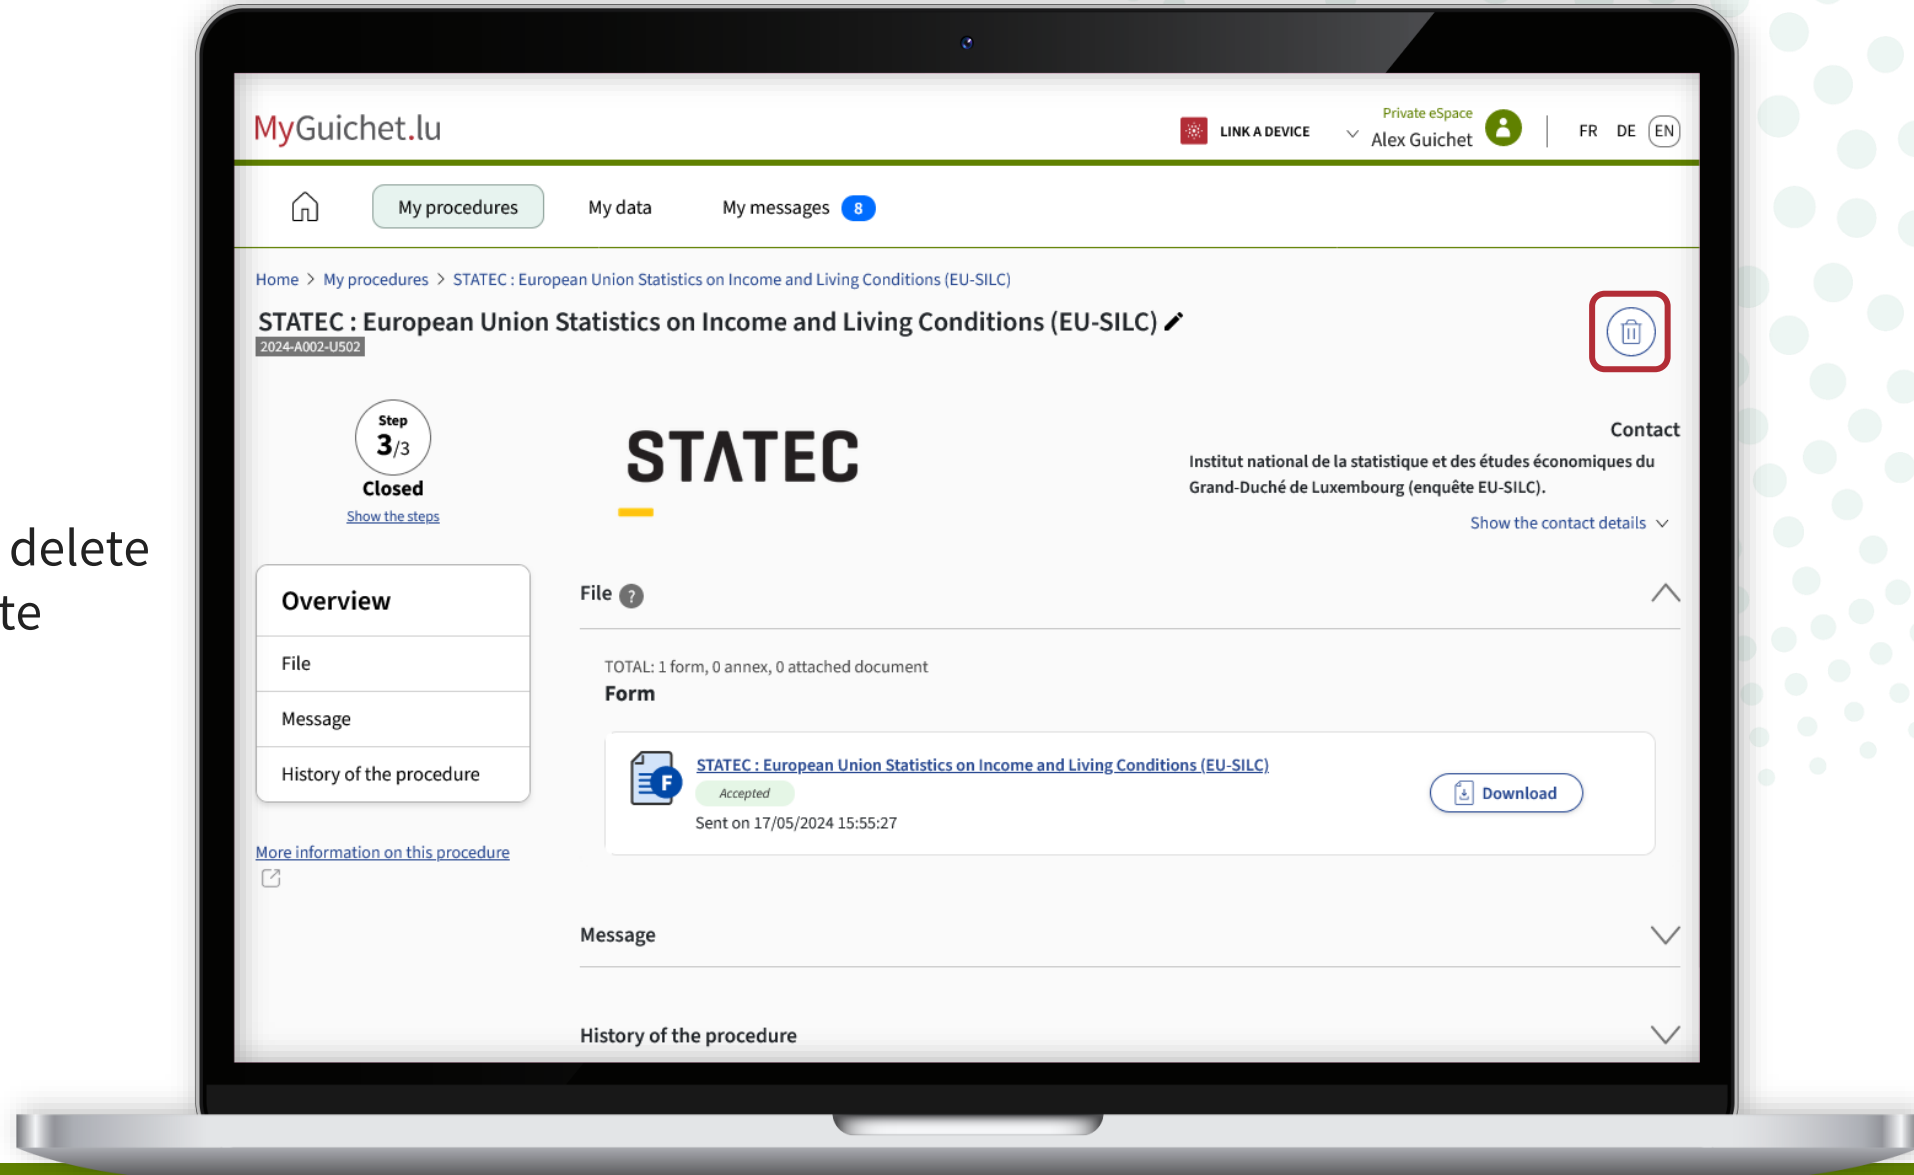 delete
te
MyGuichet.lu
LINK A DEVICE
Private eSpace
Alex Guichet
FR DE EN
My procedures
My data
My messages 8
Home > My procedures > STATEC : European Union Statistics on Income and Living Conditions (EU-SILC)
STATEC : European Union Statistics on Income and Living Conditions (EU-SILC)
2024-A002-U502
Step
3/3
Closed
Show the steps
STATEC
Contact
Institut national de la statistique et des études économiques du
Grand-Duché de Luxembourg (enquête EU-SILC).
Show the contact details
Overview
File
Message
History of the procedure
More information on this procedure
File ?
TOTAL: 1 form, 0 annex, 0 attached document
Form
F
STATEC : European Union Statistics on Income and Living Conditions (EU-SILC)
Accepted
Sent on 17/05/2024 15:55:27
Download
Message
History of the procedure